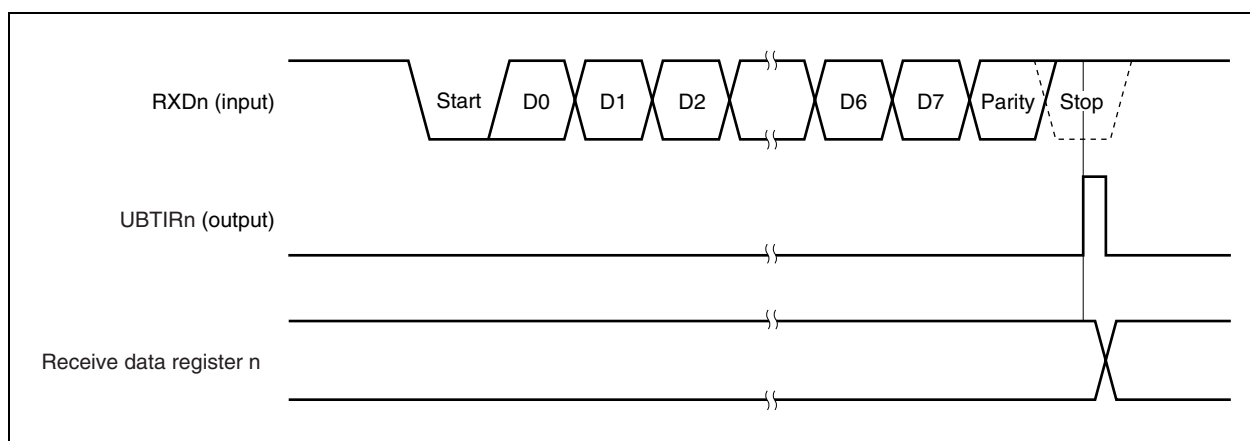 RXDn (input)
Start D0 D1 D2 D6 D7 Parity Stop
UBTIRn (output)
Receive data register n